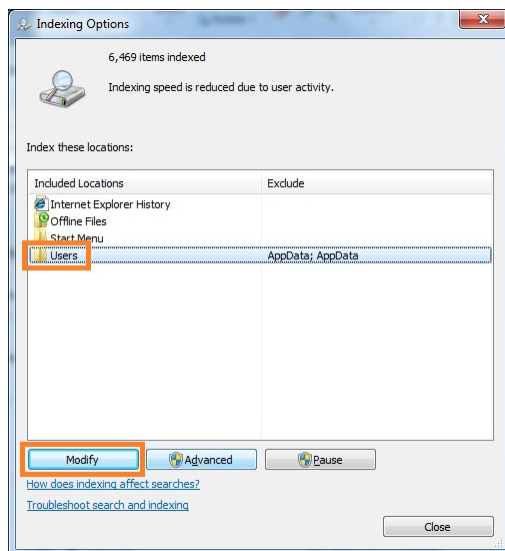 Indexing Options
6,469 items indexed
Indexing speed is reduced due to user activity.
Index these locations:
Included Locations Exclude
Internet Explorer History
Offline Files
Start Menu
Users AppData; AppData
Modify Advanced Pause
How does indexing affect searches?
Troubleshoot search and indexing
Close